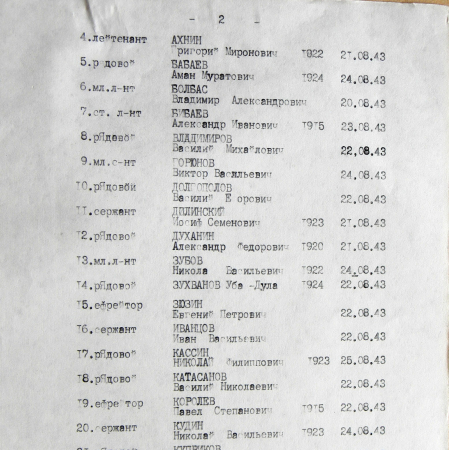 - 2 -
4.лейтенант АХНИН
Григорий Миронович 1922 21.08.43
5.рядовой БАБАЕВ
Аман Муратович 1924 24.08.43
6.мл.л-нт БОЛБАС
Владимир Александрович 20.08.43
7.ст. л-нт БИБАЕВ
Александр Иванович 1915 23.08.43
8.рядовой ВЛАДИМИРОВ
Василий Михайлович 22.08.43
9.мл.с-нт ГОРЮНОВ
Виктор Васильевич 24.08.43
10.рядовой ДОЛГОПОЛОВ
Василий Егорович 22.08.43
11.сержант ДИЛИНСКИЙ
Иосиф Семенович 1923 21.08.43
12.рядовой ДУХАНИН
Александр Федорович 1920 21.08.43
13.мл.л-нт ЗУБОВ
Николай Васильевич 1922 24.08.43
14.рядовой ЗУХВАНОВ Уба -Дула 1924 22.08.43
15.ефрейтор ЗЮЗИН
Евгений Петрович 22.08.43
16.сержант ИВАНЦОВ
Иван Васильевич 22.08.43
17.рядовой КАССИН
НИКОЛАЙ Филиппович 1923 25.08.43
18.рядовой КАТАСАНОВ
Василий Николаевич 22.08.43
19.ефрейтор КОРОЛЕВ
Павел Степанович 1915 22.08.43
20.сержант КУДИН
Николай Васильевич 1923 24.08.43